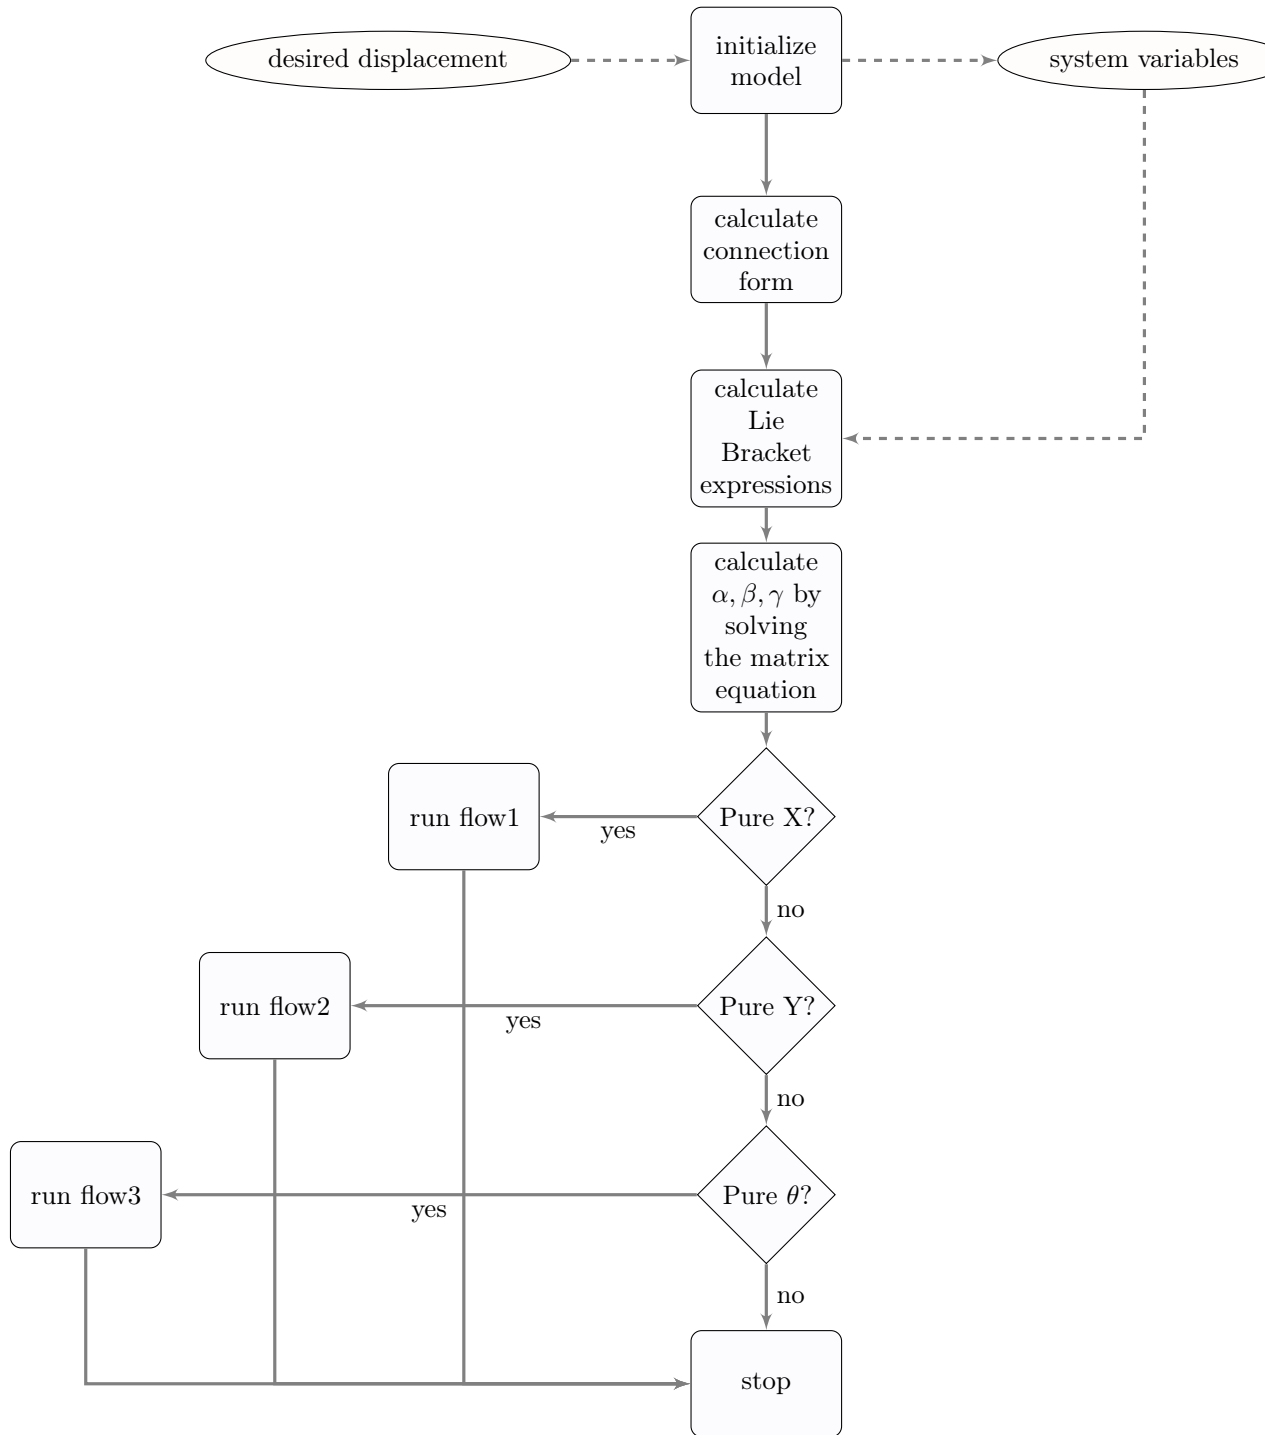 desired displacement
initialize
model
system variables
calculate
connection
form
calculate
Lie
Bracket
expressions
calculate
α, β, γ by
solving
the matrix
equation
run flow1
yes
Pure X?
no
run flow2
yes
Pure Y?
no
run flow3
yes
Pure θ?
no
stop